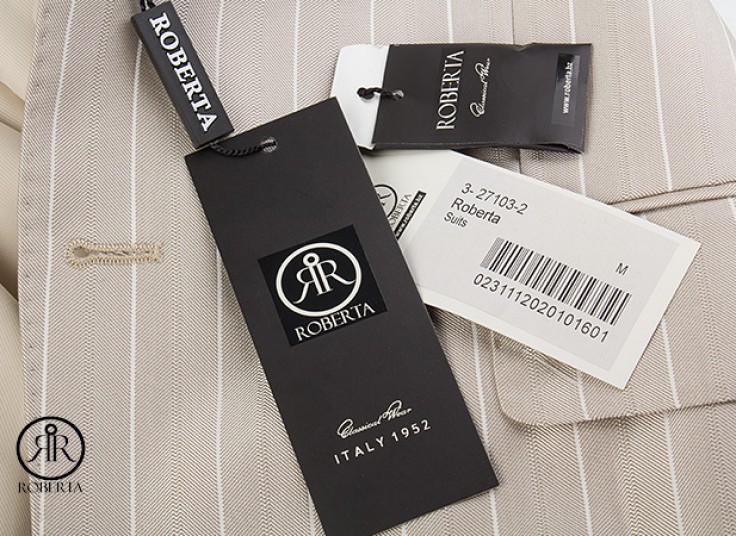 ROBERTA
ROBERTA
Classical Wear
www.roberta.bz
ROBERTA
3- 27103-2
Roberta
Suits
M
0231112020101601
RR
ROBERTA
Classical Wear
ITALY 1952
RR
ROBERTA